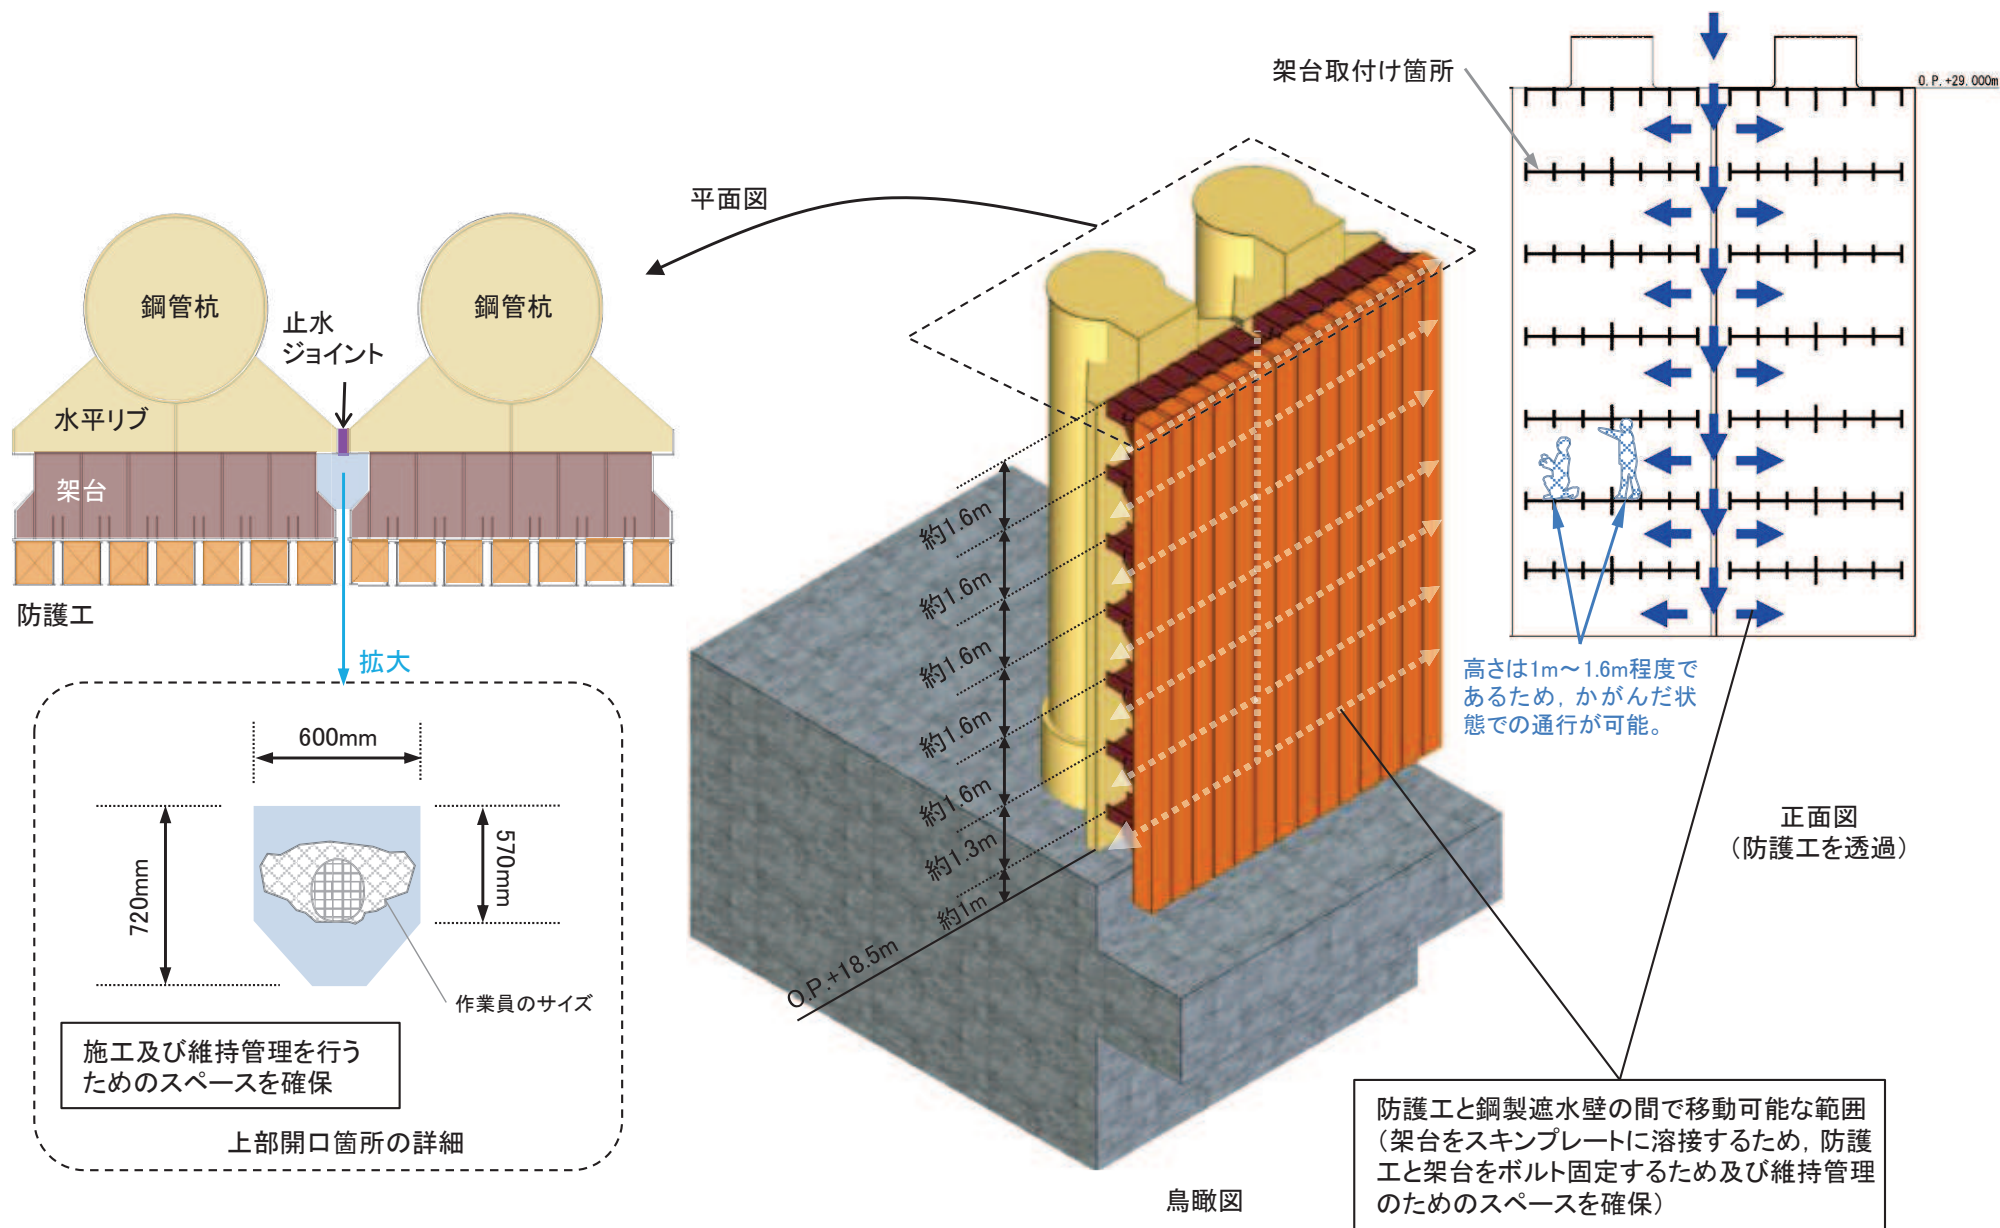 平面図
鋼管杭
鋼管杭
止水
ジョイント
水平リブ
架台
防護工
拡大
600mm
720mm
570mm
作業員のサイズ
施工及び維持管理を行う
ためのスペースを確保
上部開口箇所の詳細
約1.6m
約1.6m
約1.6m
約1.6m
約1.6m
約1.3m
約1m
O.P.+18.5m
鳥瞰図
架台取付け箇所
O.P.+29.000m
高さは1m～1.6m程度で
あるため，かがんだ状
態での通行が可能。
正面図
（防護工を透過）
防護工と鋼製遮水壁の間で移動可能な範囲
（架台をスキンプレートに溶接するため，防護
工と架台をボルト固定するため及び維持管理
のためのスペースを確保）